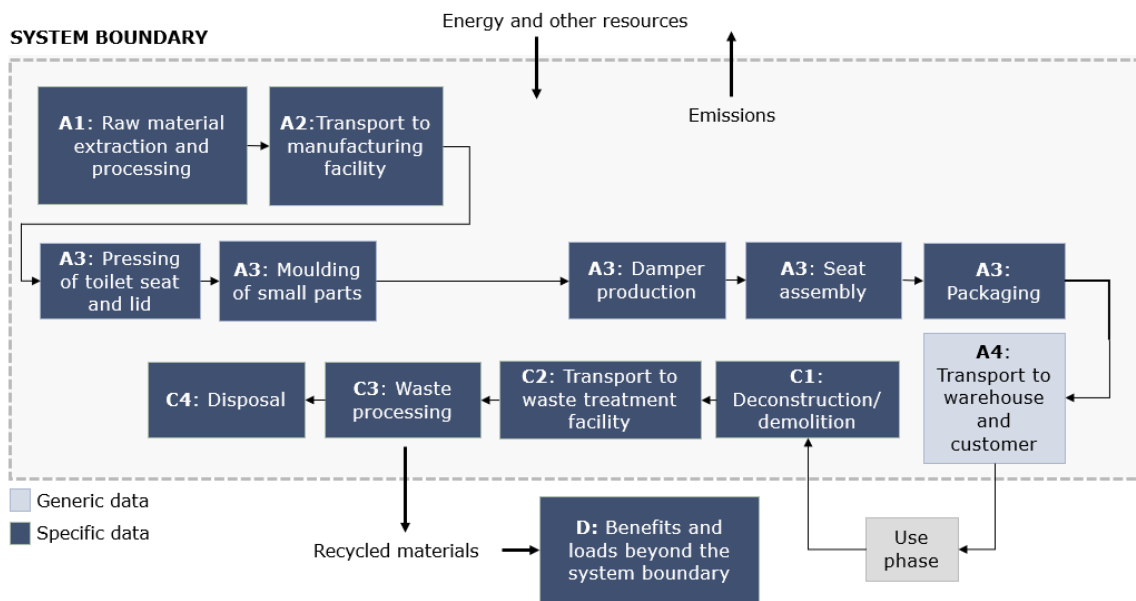 Energy and other resources
SYSTEM BOUNDARY
Emissions
A1: Raw material
extraction and
processing
A2:Transport to
manufacturing
facility
A3: Pressing
of toilet seat
and lid
A3: Moulding
of small parts
A3: Damper
production
A3: Seat
assembly
A3:
Packaging
A4:
Transport to
warehouse
and
customer
C1:
Deconstruction/
demolition
C2: Transport to
waste treatment
facility
C3: Waste
processing
C4: Disposal
Generic data
Specific data
Recycled materials
D: Benefits and
loads beyond the
system boundary
Use
phase